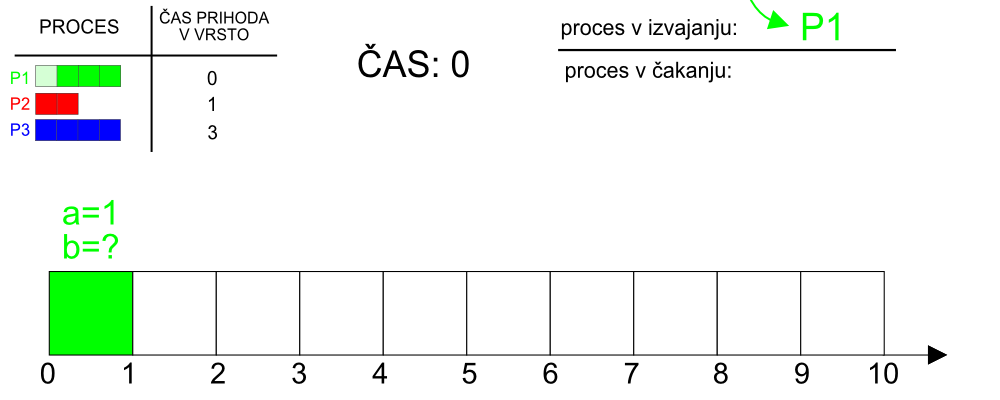 PROCES
ČAS PRIHODA
V VRSTO
P1
0
P2
1
P3
3
ČAS: 0
proces v izvajanju:
P1
proces v čakanju:
a=1
b=?
0 1 2 3 4 5 6 7 8 9 10